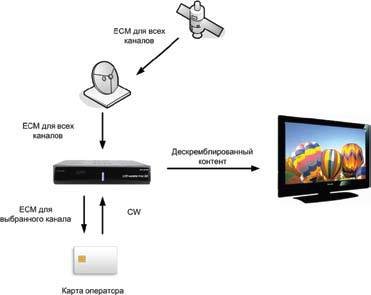 ECM для всех
каналов
ECM для всех
каналов
Дескремблированный
контент
ECM для
выбранного канала
CW
Карта оператора